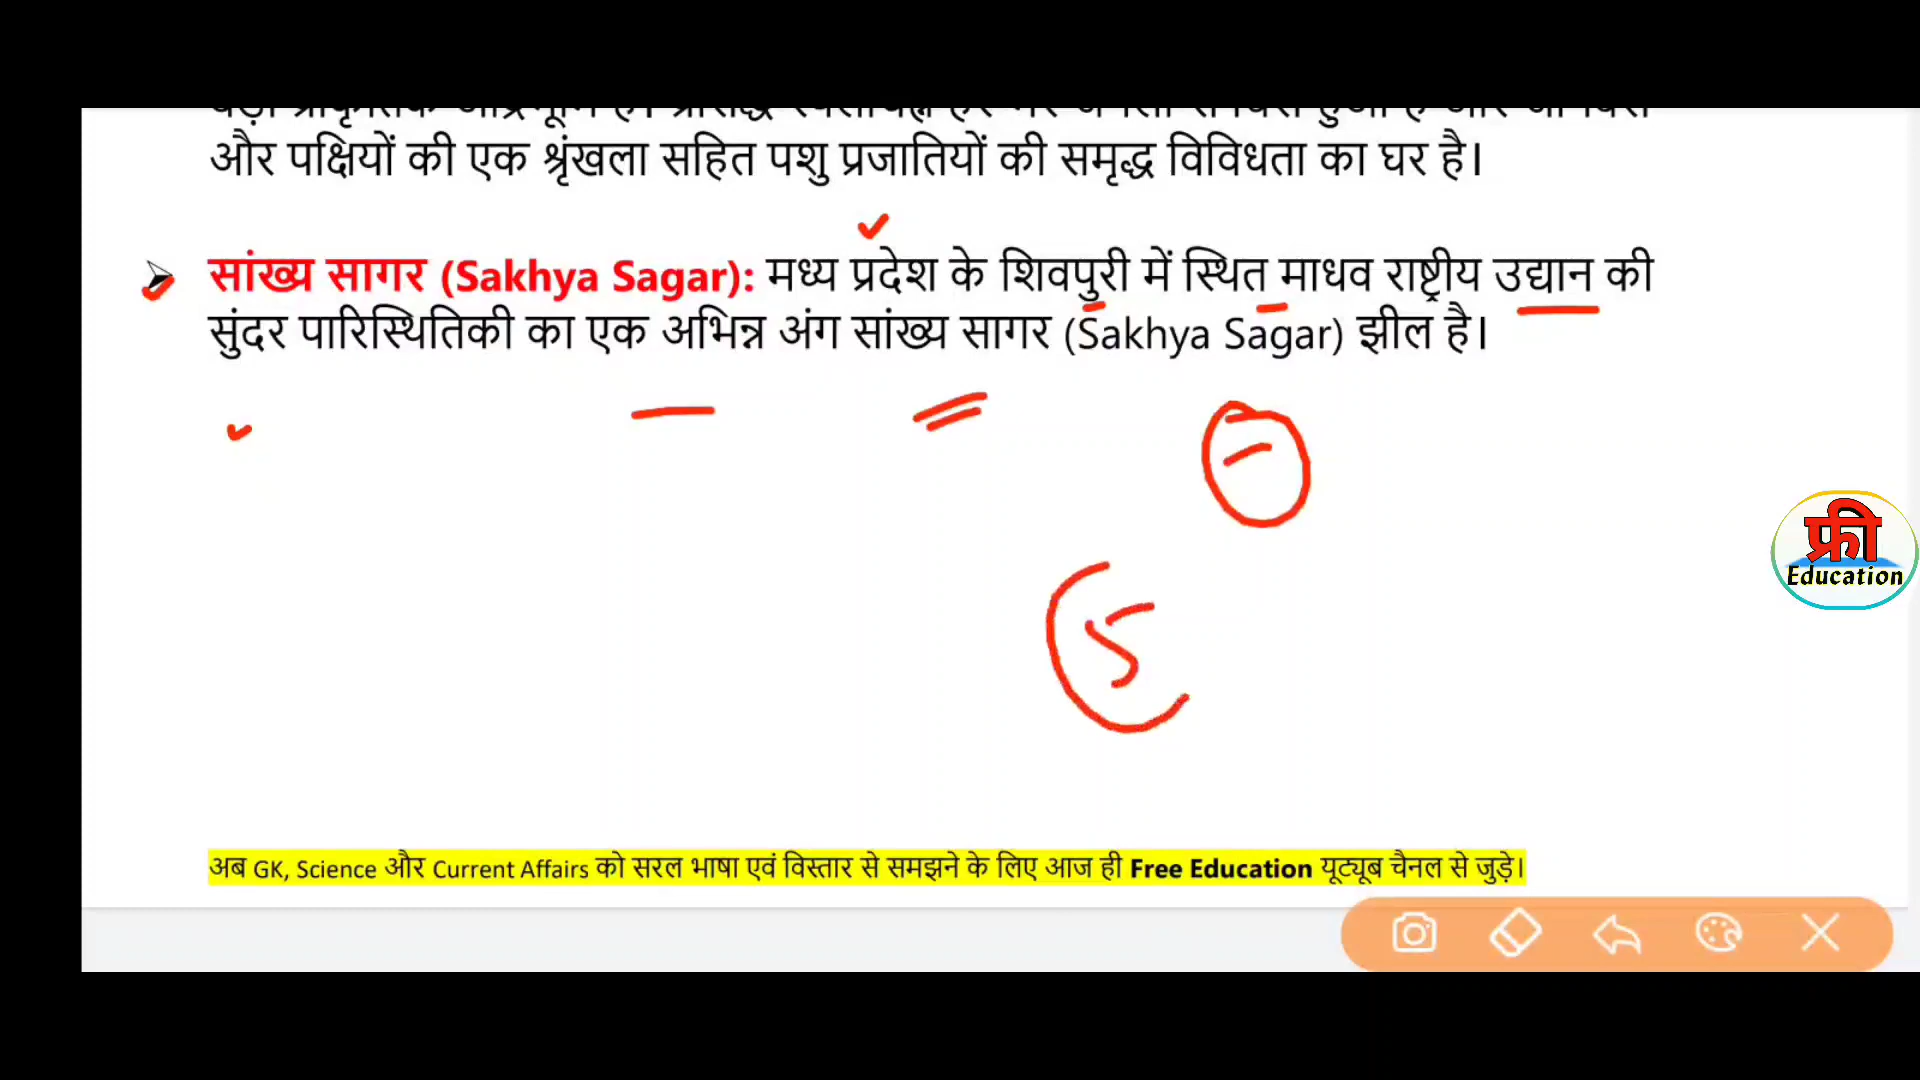 और पक्षियों की एक श्रृंखला सहित पशु प्रजातियों की समृद्ध विविधता का घर है।
सांख्य सागर (Sakhya Sagar): मध्य प्रदेश के शिवपुरी में स्थित माधव राष्ट्रीय उद्यान की
सुंदर पारिस्थितिकी का एक अभिन्न अंग सांख्य सागर (Sakhya Sagar) झील है।
5
फ्री
Education
अब GK, Science और Current Affairs को सरल भाषा एवं विस्तार से समझने के लिए आज ही Free Education यूट्यूब चैनल से जुड़े।